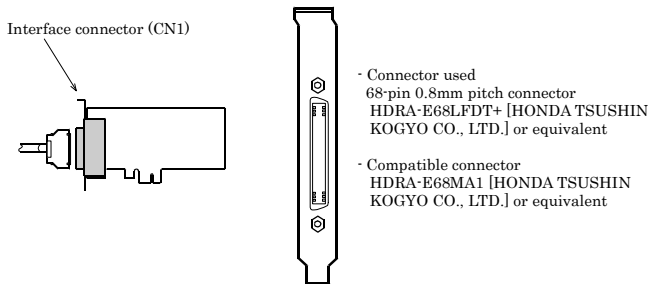 Interface connector (CN1)
- Connector used
68-pin 0.8mm pitch connector
HDRA-E68LFDT+ [HONDA TSUSHIN
KOGYO CO., LTD.] or equivalent
- Compatible connector
HDRA-E68MA1 [HONDA TSUSHIN
KOGYO CO., LTD.] or equivalent